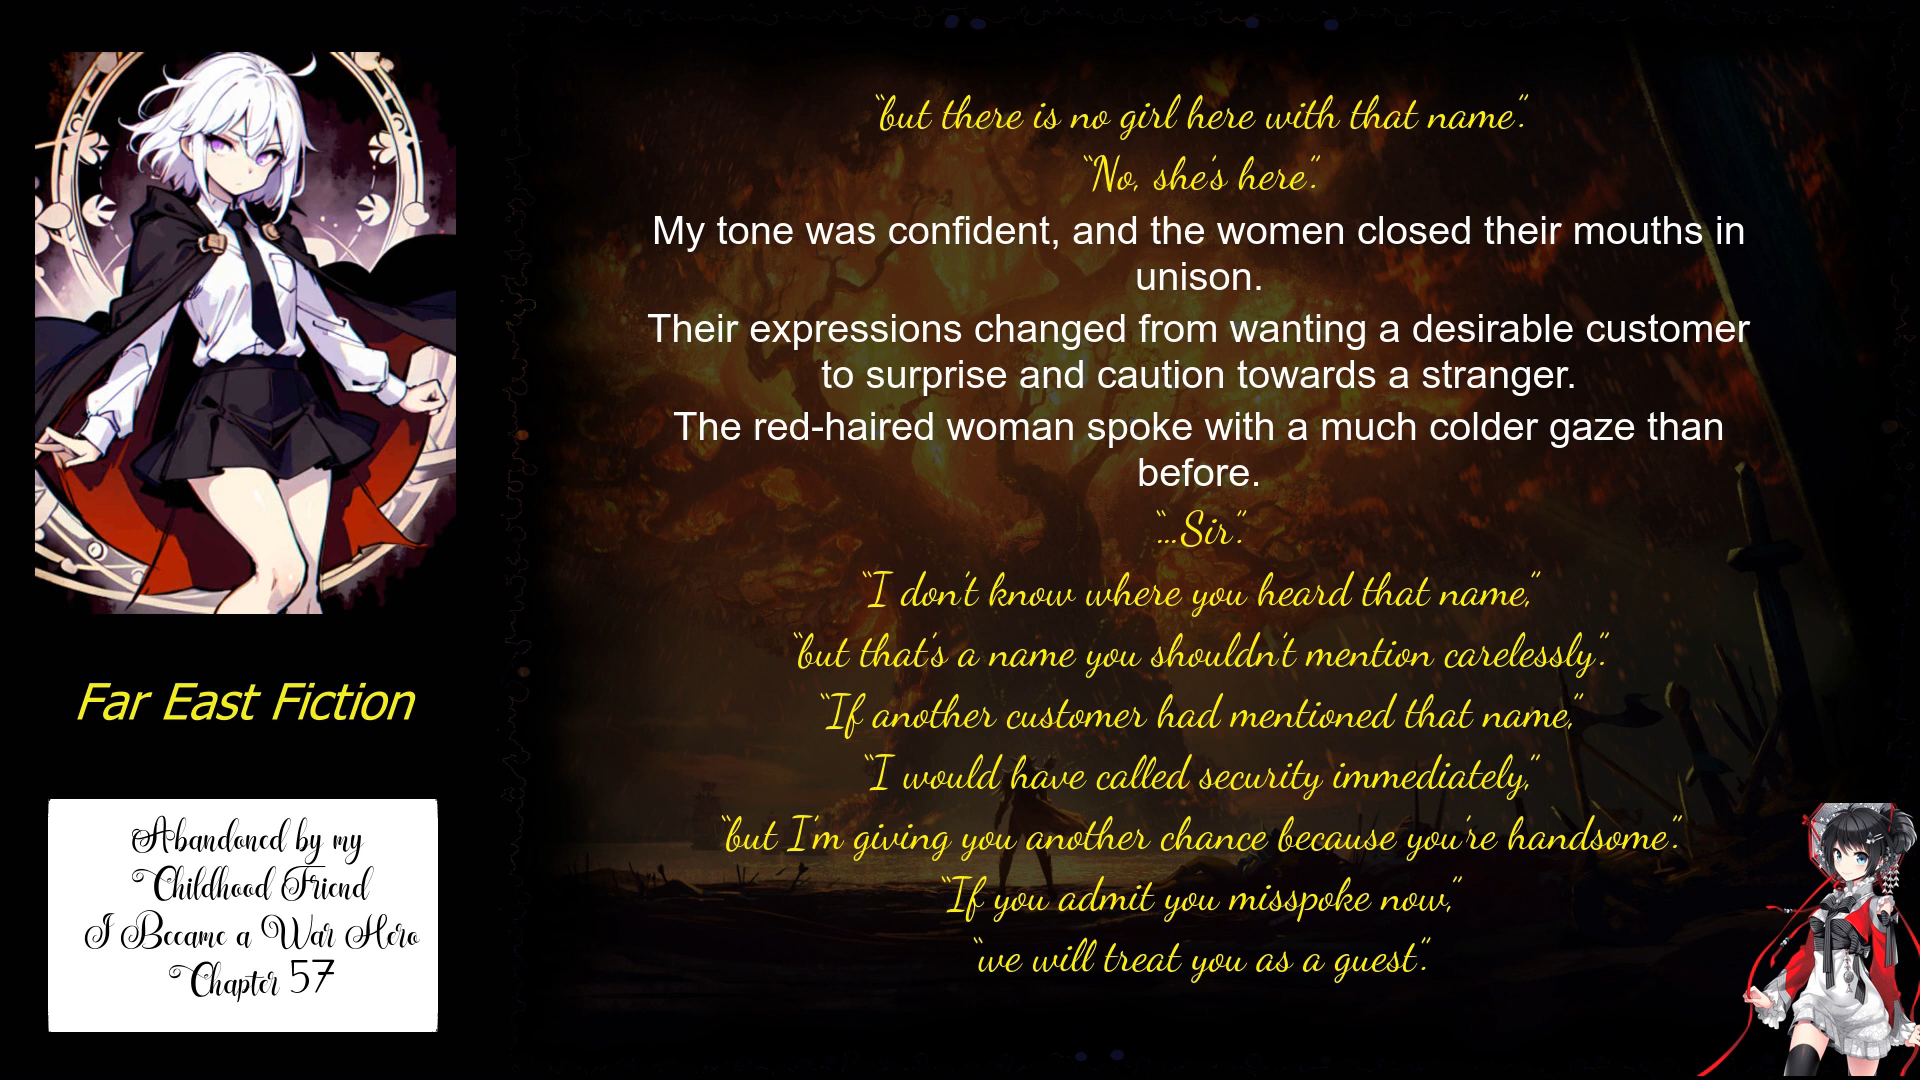 Far East Fiction
Abandoned by my
Childhood Friend
I Became a War Hero
Chapter 57
“but there is no girl here with that name”.
“No, she's here”.
My tone was confident, and the women closed their mouths in
unison.
Their expressions changed from wanting a desirable customer
to surprise and caution towards a stranger.
The red-haired woman spoke with a much colder gaze than
before.
“...Sir”.
“I don't know where you heard that name,”
“but that's a name you shouldn't mention carelessly”.
“If another customer had mentioned that name,”
“I would have called security immediately,”
“but I'm giving you another chance because you're handsome”.
“If you admit you misspoke now,”
“we will treat you as a guest”.